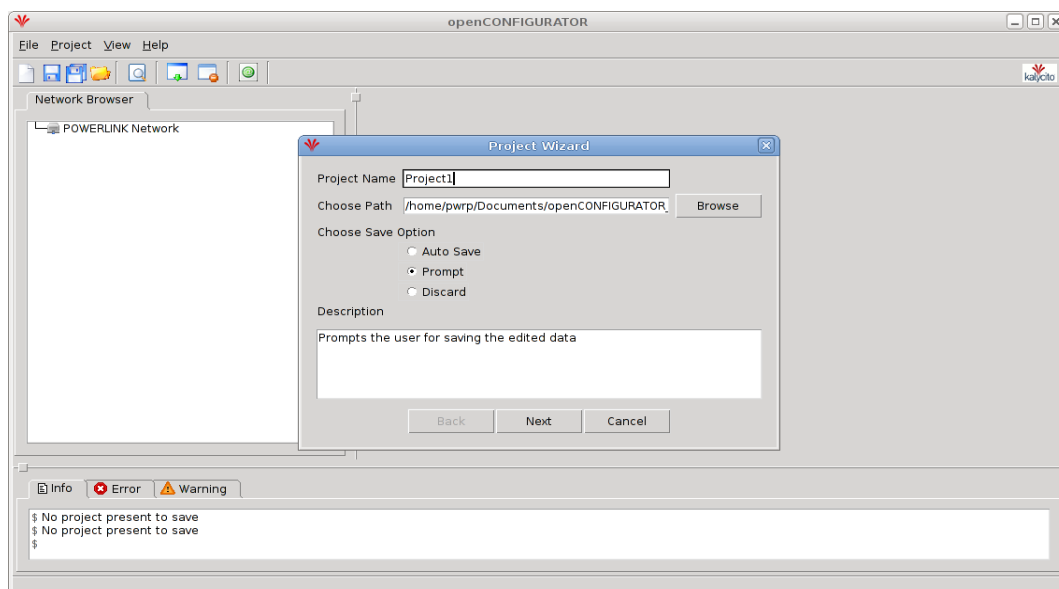 openCONFIGURATOR
File Project View Help
kalycito
Network Browser
POWERLINK Network
Project Wizard
Project Name Project1
Choose Path /home/pwrp/Documents/openCONFIGURATOR_ Browse
Choose Save Option
Auto Save
Prompt
Discard
Description
Prompts the user for saving the edited data
Back Next Cancel
Info Error Warning
$ No project present to save
$ No project present to save
$